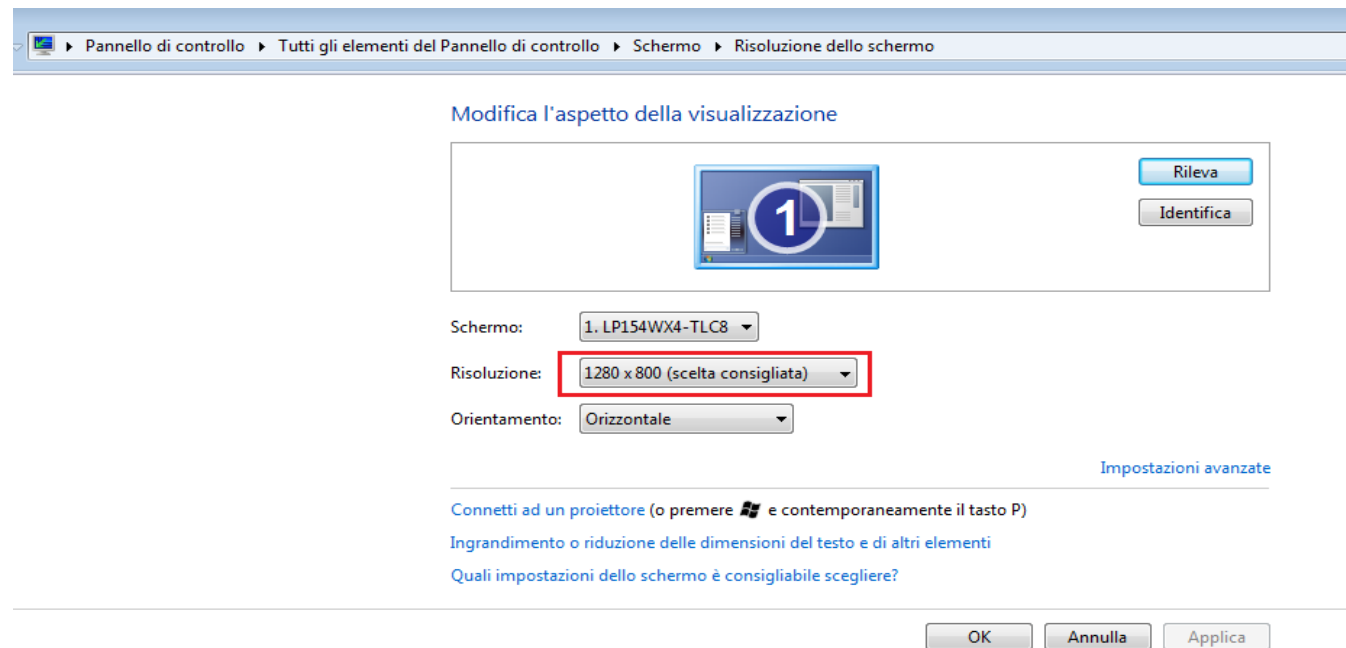 Pannello di controllo ▸ Tutti gli elementi del Pannello di controllo ▸ Schermo ▸ Risoluzione dello schermo
Modifica l'aspetto della visualizzazione
1
Rileva
Identifica
Schermo: 1. LP154WX4-TLC8
Risoluzione: 1280 x 800 (scelta consigliata)
Orientamento: Orizzontale
Impostazioni avanzate
Connetti ad un proiettore (o premere e contemporaneamente il tasto P)
Ingrandimento o riduzione delle dimensioni del testo e di altri elementi
Quali impostazioni dello schermo è consigliabile scegliere?
OK Annulla Applica